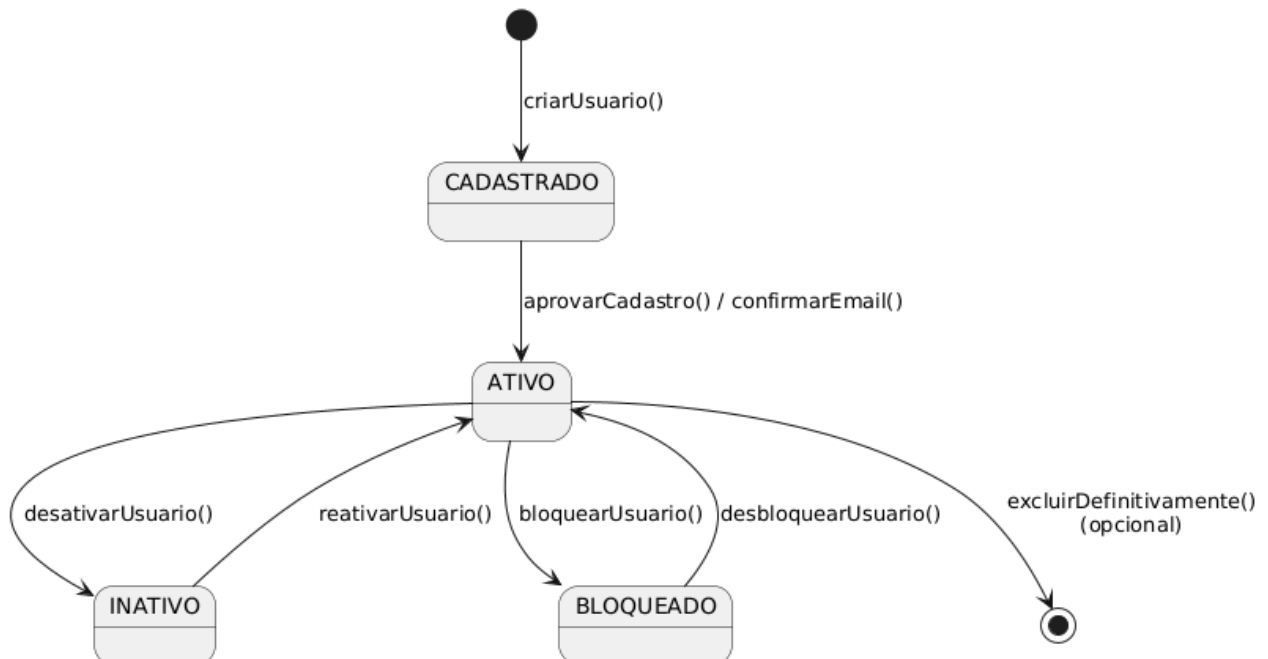 criarUsuario()
CADASTRADO
aprovarCadastro() / confirmarEmail()
ATIVO
desativarUsuario()
reativarUsuario()
bloquearUsuario()
desbloquearUsuario()
excluirDefinitivamente()
(opcional)
INATIVO
BLOQUEADO